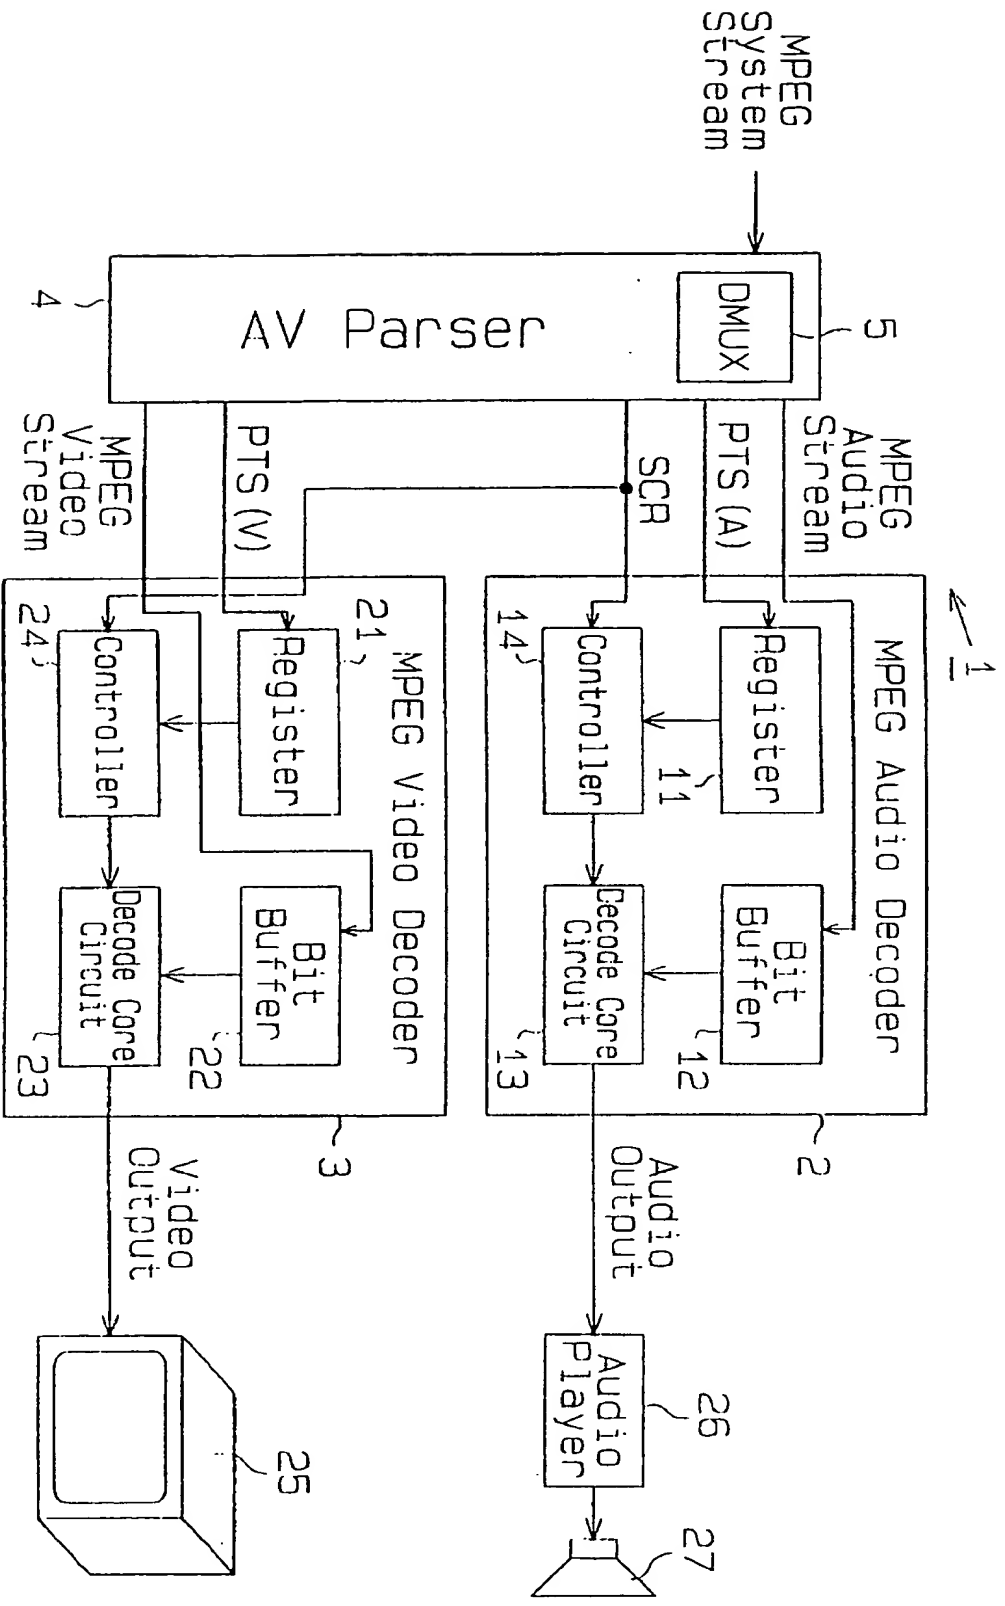 1
MPEG
System
Stream
5
DMUX
AV Parser
4
MPEG
Audio
Stream
PTS (A)
SCR
PTS (V)
MPEG
Video
Stream
MPEG Audio Decoder
Register
11
Bit
Buffer
12
Controller
14
Decode Core
Circuit
13
2
Audio
Output
Audio
Player
26
27
MPEG Video Decoder
21
Register
Bit
Buffer
22
Controller
24
Decode Core
Circuit
23
3
Video
Output
25